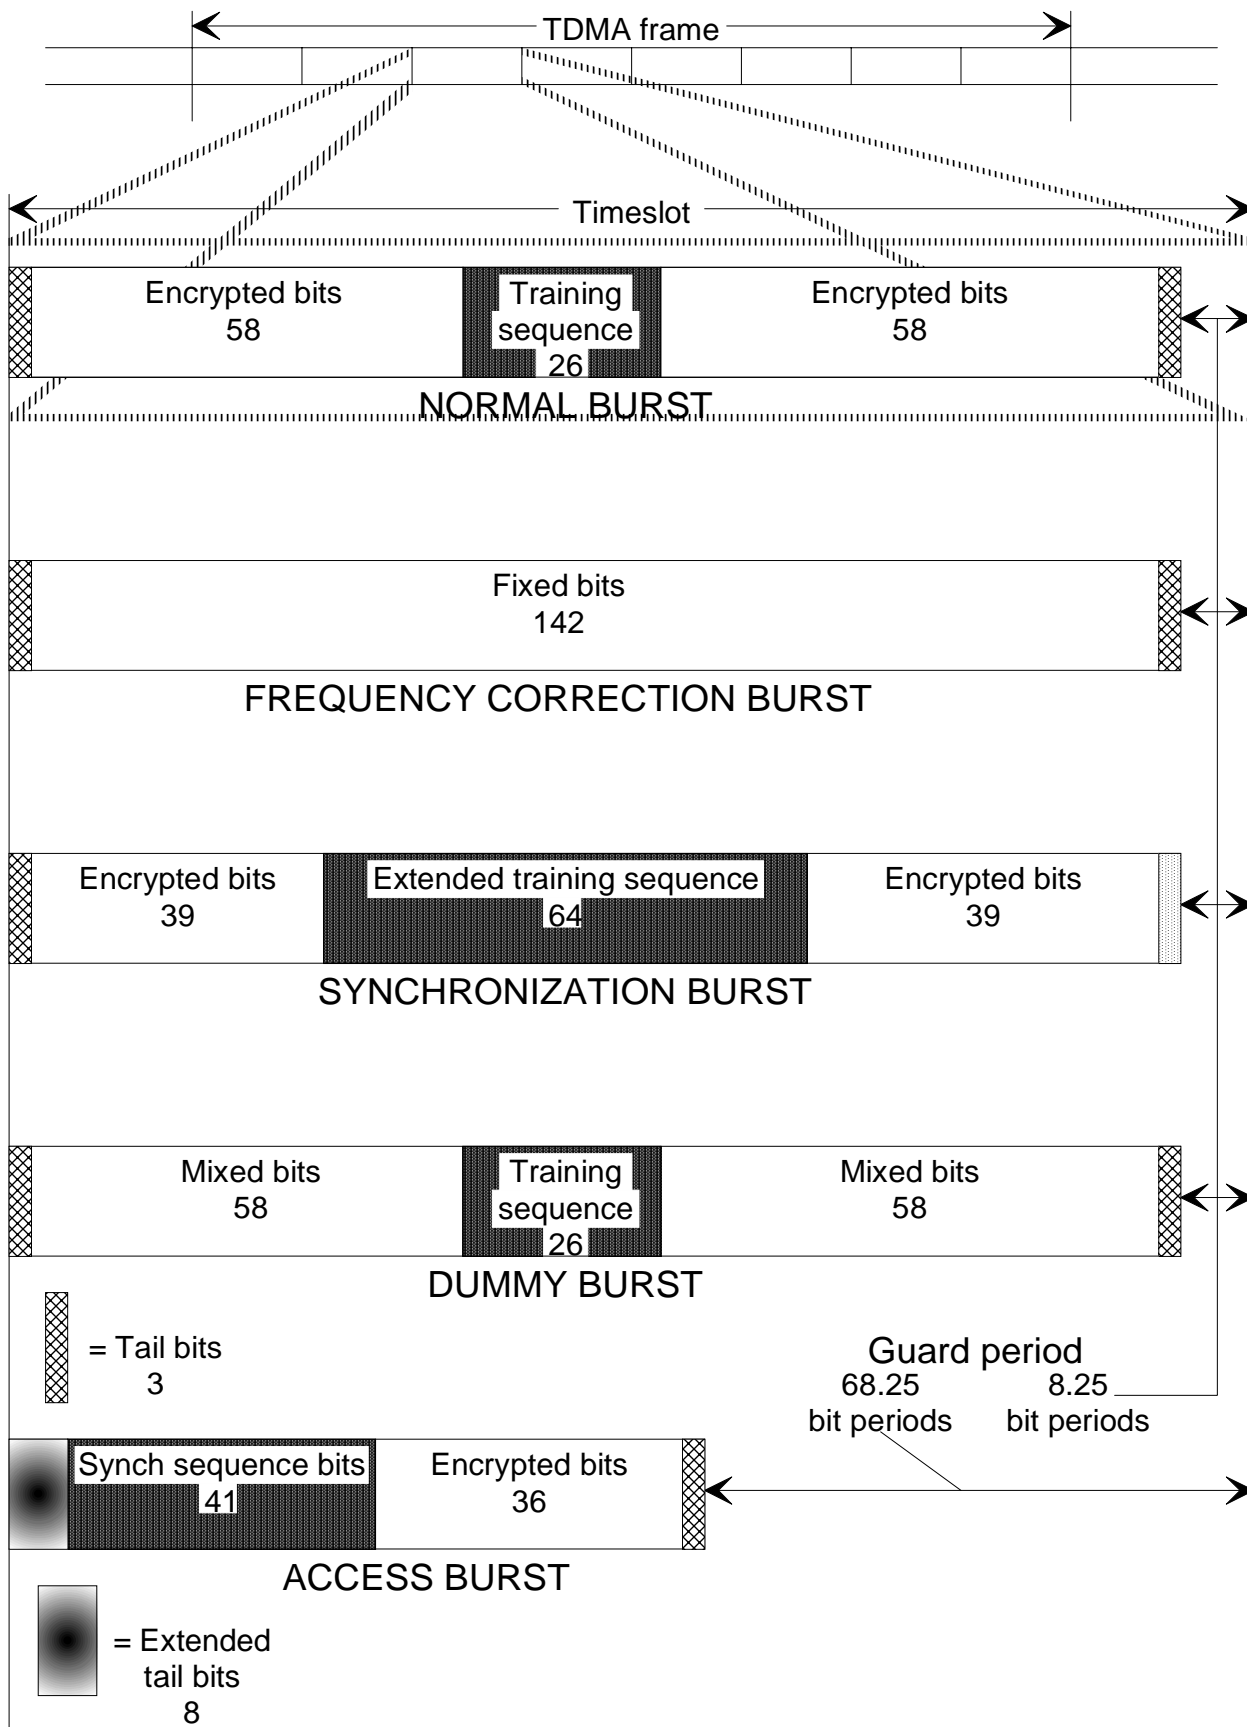 TDMA frame
Timeslot
Encrypted bits
58
Training
sequence
26
Encrypted bits
58
NORMAL BURST
Fixed bits
142
FREQUENCY CORRECTION BURST
Encrypted bits
39
Extended training sequence
64
Encrypted bits
39
SYNCHRONIZATION BURST
Mixed bits
58
Training
sequence
26
Mixed bits
58
DUMMY BURST
= Tail bits
3
Guard period
68.25
bit periods
8.25
bit periods
Synch sequence bits
41
Encrypted bits
36
ACCESS BURST
= Extended
tail bits
8